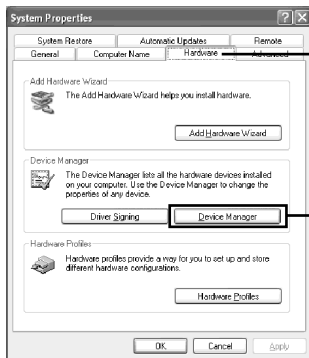 System Properties
System Restore Automatic Updates Remote
General Computer Name Hardware Advanced
Add Hardware Wizard
The Add Hardware Wizard helps you install hardware.
Add Hardware Wizard
Device Manager
The Device Manager lists all the hardware devices installed
on your computer. Use the Device Manager to change the
properties of any device.
Driver Signing Device Manager
Hardware Profiles
Hardware profiles provide a way for you to set up and store
different hardware configurations.
Hardware Profiles
OK Cancel Apply